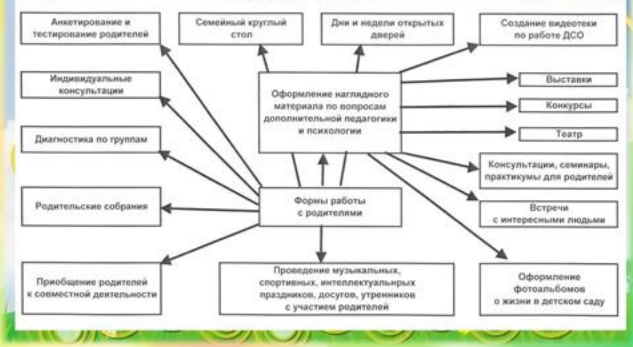 Анкетирование и
тестирование родителей
Семейный круглый
стол
Дни и недели открытых
дверей
Создание видеотеки
по работе ДСО
Индивидуальные
консультации
Оформление наглядного
материала по вопросам
дополнительной педагогики
и психологии
Выставки
Конкурсы
Театр
Диагностика по группам
Консультации, семинары,
практикумы для родителей
Родительские собрания
Формы работы
с родителями
Встречи
с интересными людьми
Приобщение родителей
к совместной деятельности
Проведение музыкальных,
спортивных, интеллектуальнрых
праздников, досугов, утренников
с участием родителей
Оформление
фотоальбомов
о жизни в детском саду